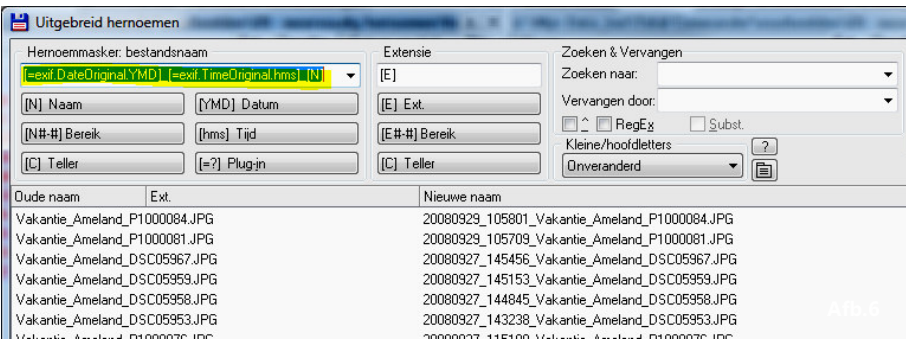 Uitgebreid hernoemen
Hernoemmasker: bestandsnaam Extensie Zoeken & Vervangen
[=exif.DateOriginal.YMD]_[=exif.TimeOriginal.hms]_[N] [E] Zoeken naar:
[N] Naam [YMD] Datum [E] Ext. Vervangen door:
[N#-#] Bereik [hms] Tijd [E#-#] Bereik ^ RegEx Subst.
[C] Teller [=?] Plug-in [C] Teller Kleine/hoofdletters ?
Onveranderd
Oude naam Ext. Nieuwe naam
Vakantie_Ameland_P1000084.JPG 20080929_105801_Vakantie_Ameland_P1000084.JPG
Vakantie_Ameland_P1000081.JPG 20080929_105709_Vakantie_Ameland_P1000081.JPG
Vakantie_Ameland_DSC05967.JPG 20080927_145456_Vakantie_Ameland_DSC05967.JPG
Vakantie_Ameland_DSC05959.JPG 20080927_145153_Vakantie_Ameland_DSC05959.JPG
Vakantie_Ameland_DSC05958.JPG 20080927_144845_Vakantie_Ameland_DSC05958.JPG
Vakantie_Ameland_DSC05953.JPG 20080927_143238_Vakantie_Ameland_DSC05953.JPG
Afb.6